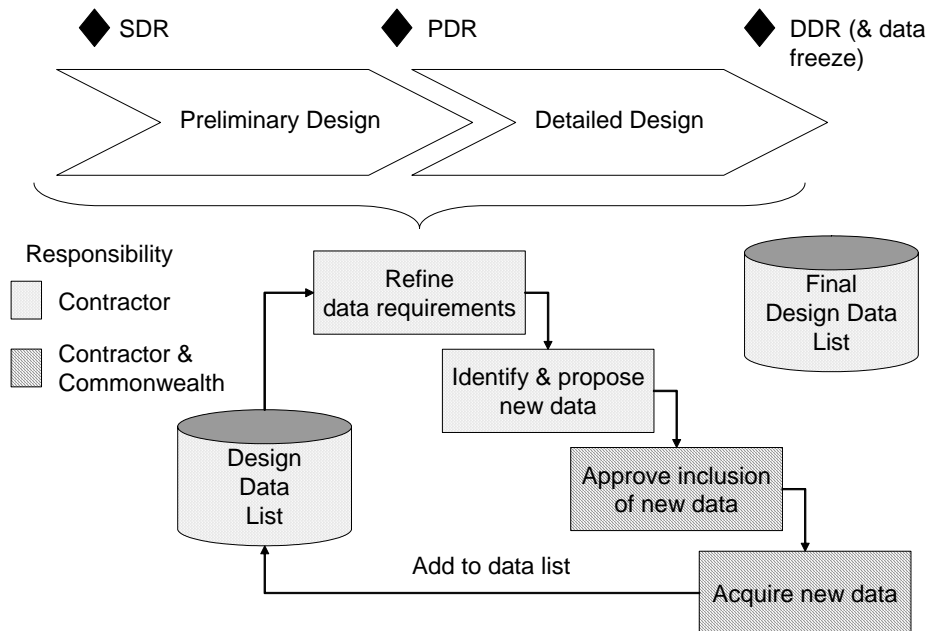 SDR
PDR
DDR (& data
freeze)
Preliminary Design
Detailed Design
Responsibility
Contractor
Contractor &
Commonwealth
Refine
data requirements
Identify & propose
new data
Approve inclusion
of new data
Acquire new data
Add to data list
Design
Data
List
Final
Design Data
List